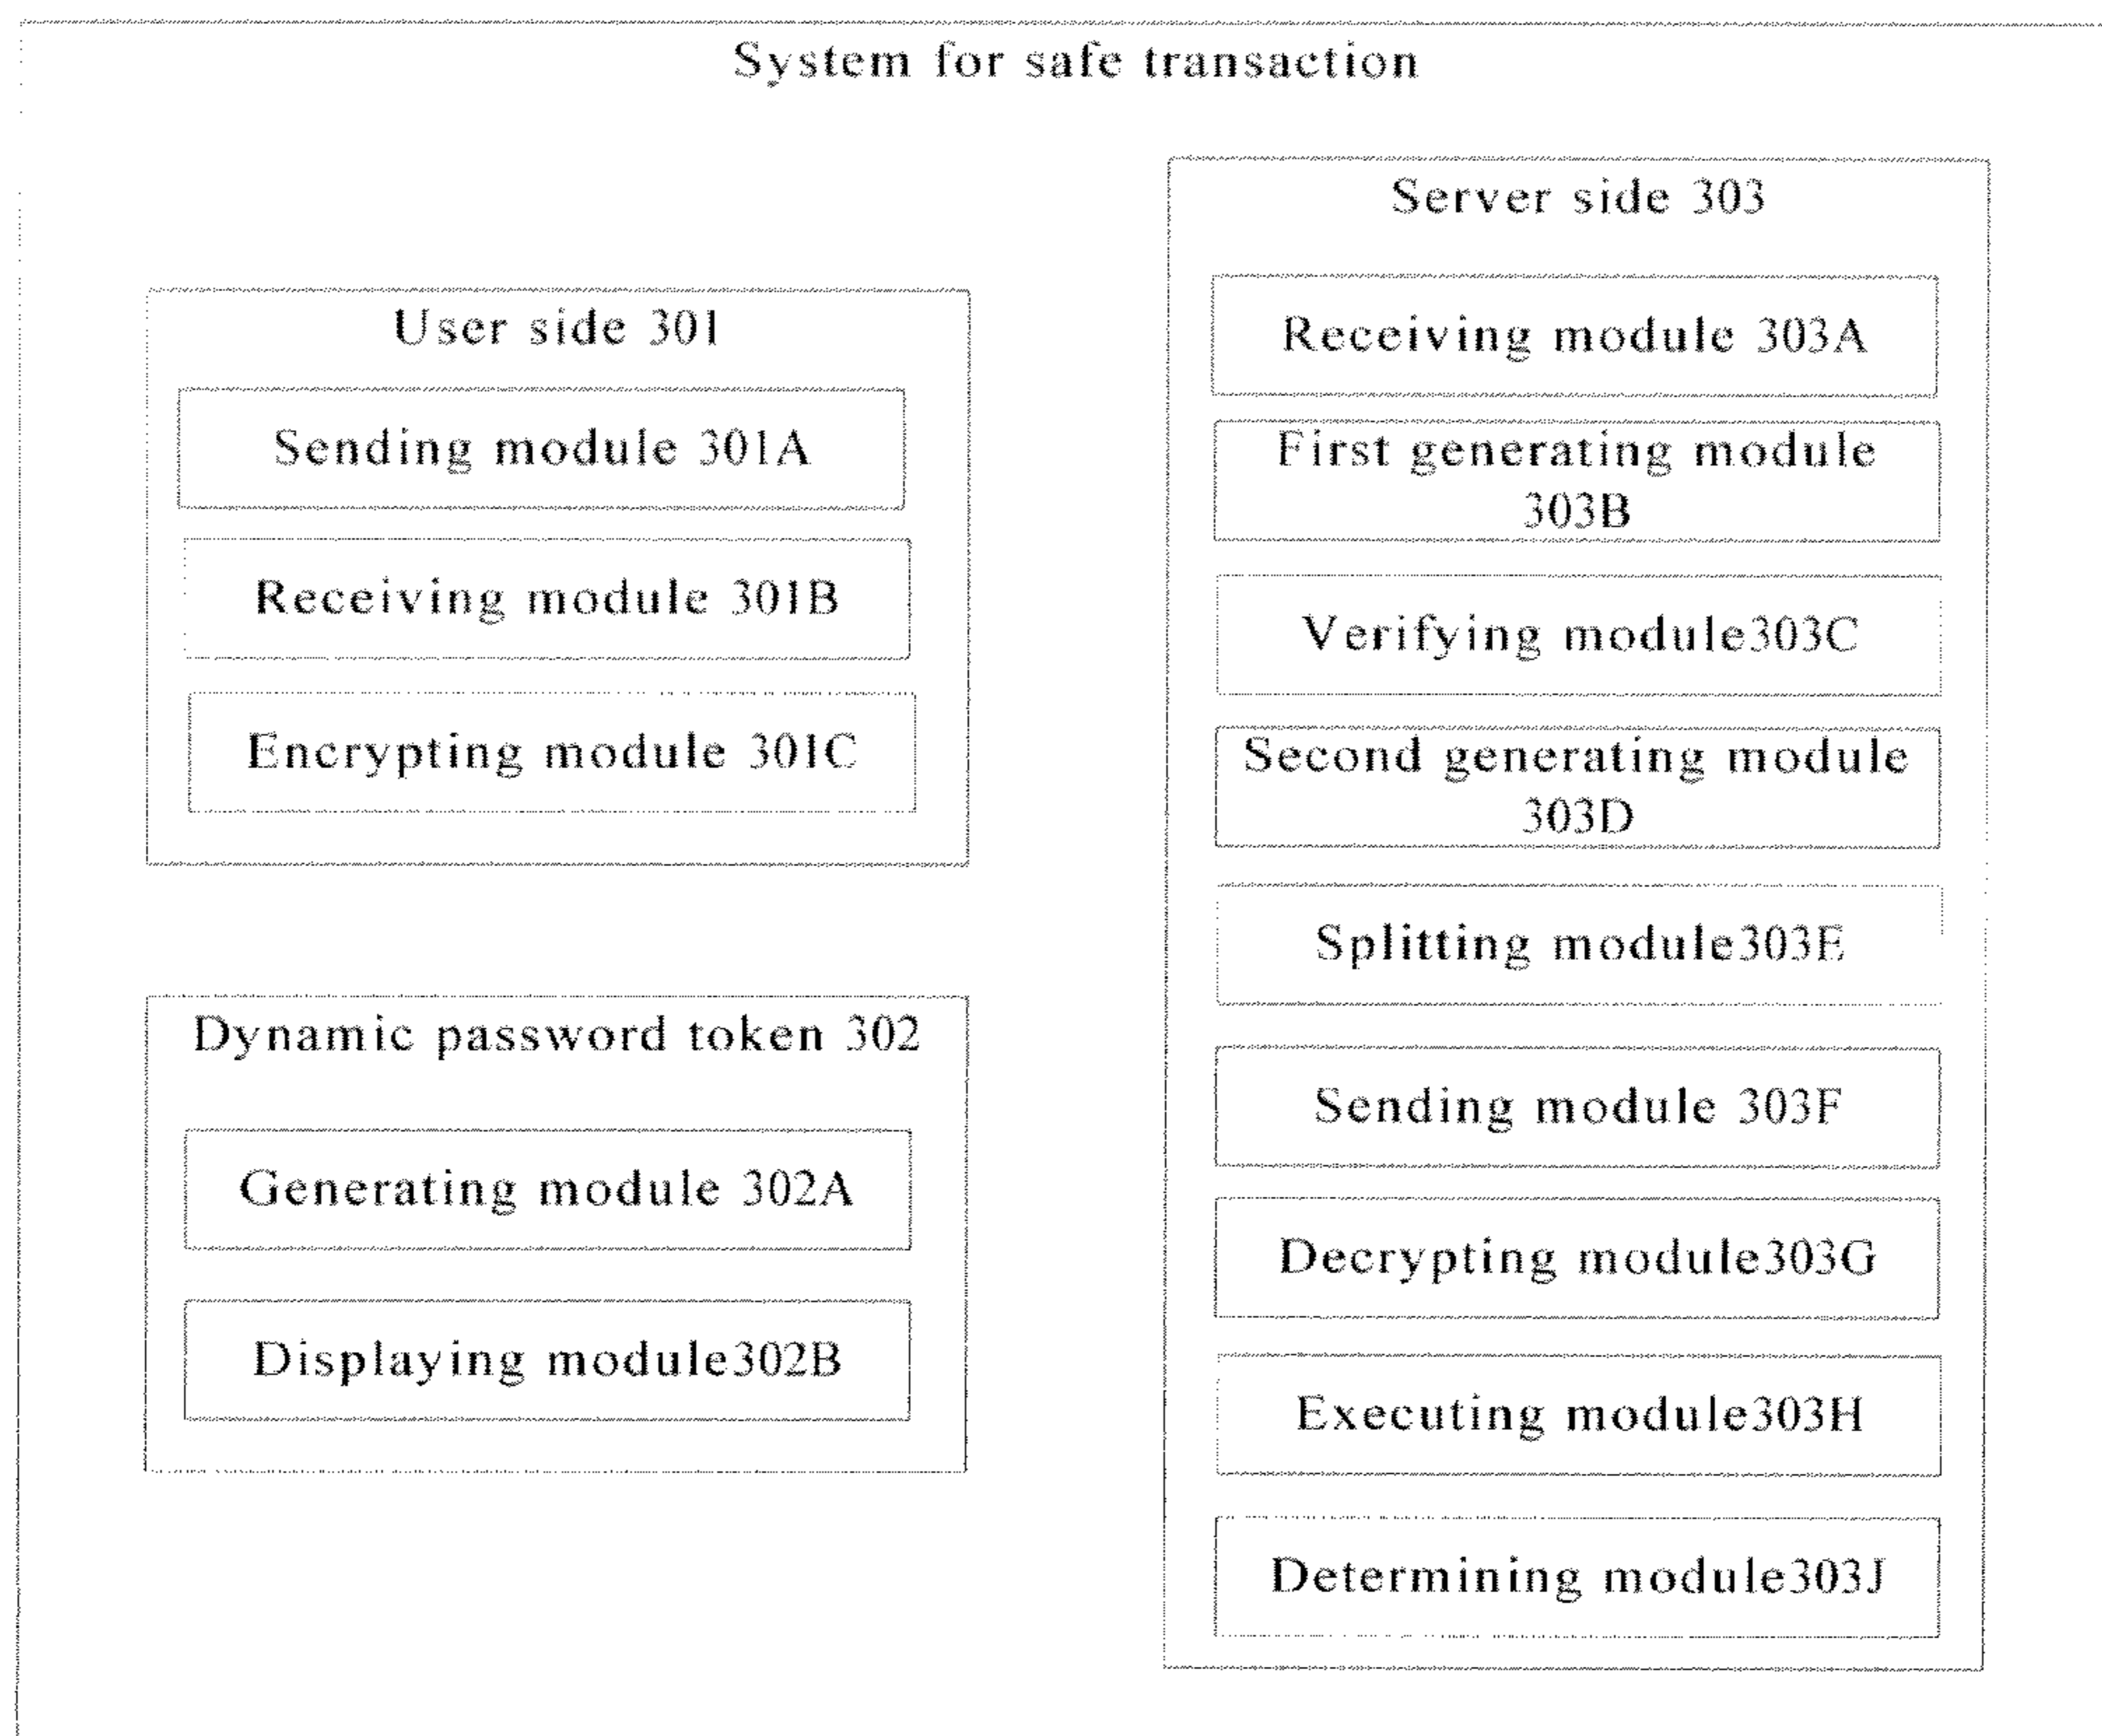 System for safe transaction
User side 301
Sending module 301A
Receiving module 301B
Encrypting module 301C
Dynamic password token 302
Generating module 302A
Displaying module302B
Server side 303
Receiving module 303A
First generating module
303B
Verifying module303C
Second generating module
303D
Splitting module303E
Sending module 303F
Decrypting module303G
Executing module303H
Determining module303J